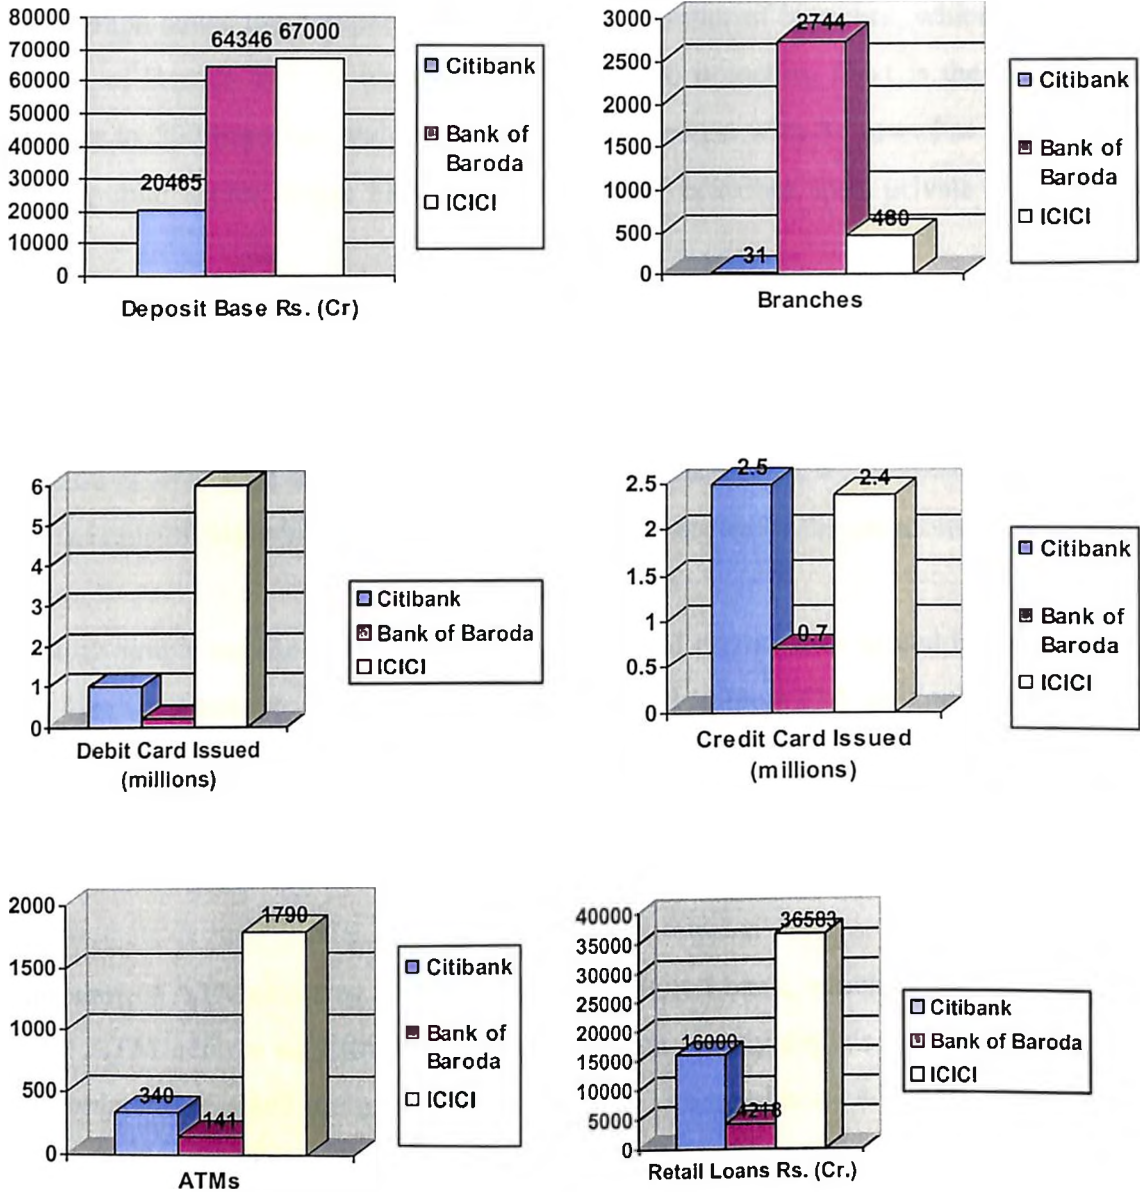 80000
70000
60000
50000
40000
30000
20000
10000
0
20465
64346
67000
Deposit Base Rs. (Cr)
Citibank
Bank of
Baroda
ICICI
3000
2500
2000
1500
1000
500
0
31
2744
480
Branches
Citibank
Bank of
Baroda
ICICI
6
5
4
3
2
1
0
Debit Card Issued
(millions)
Citibank
Bank of Baroda
ICICI
2.5
2
1.5
1
0.5
0
2.5
0.7
2.4
Credit Card Issued
(millions)
Citibank
Bank of
Baroda
ICICI
2000
1500
1000
500
0
340
141
1790
ATMs
Citibank
Bank of
Baroda
ICICI
40000
35000
30000
25000
20000
15000
10000
5000
0
16000
4218
36583
Retail Loans Rs. (Cr.)
Citibank
Bank of Baroda
ICICI